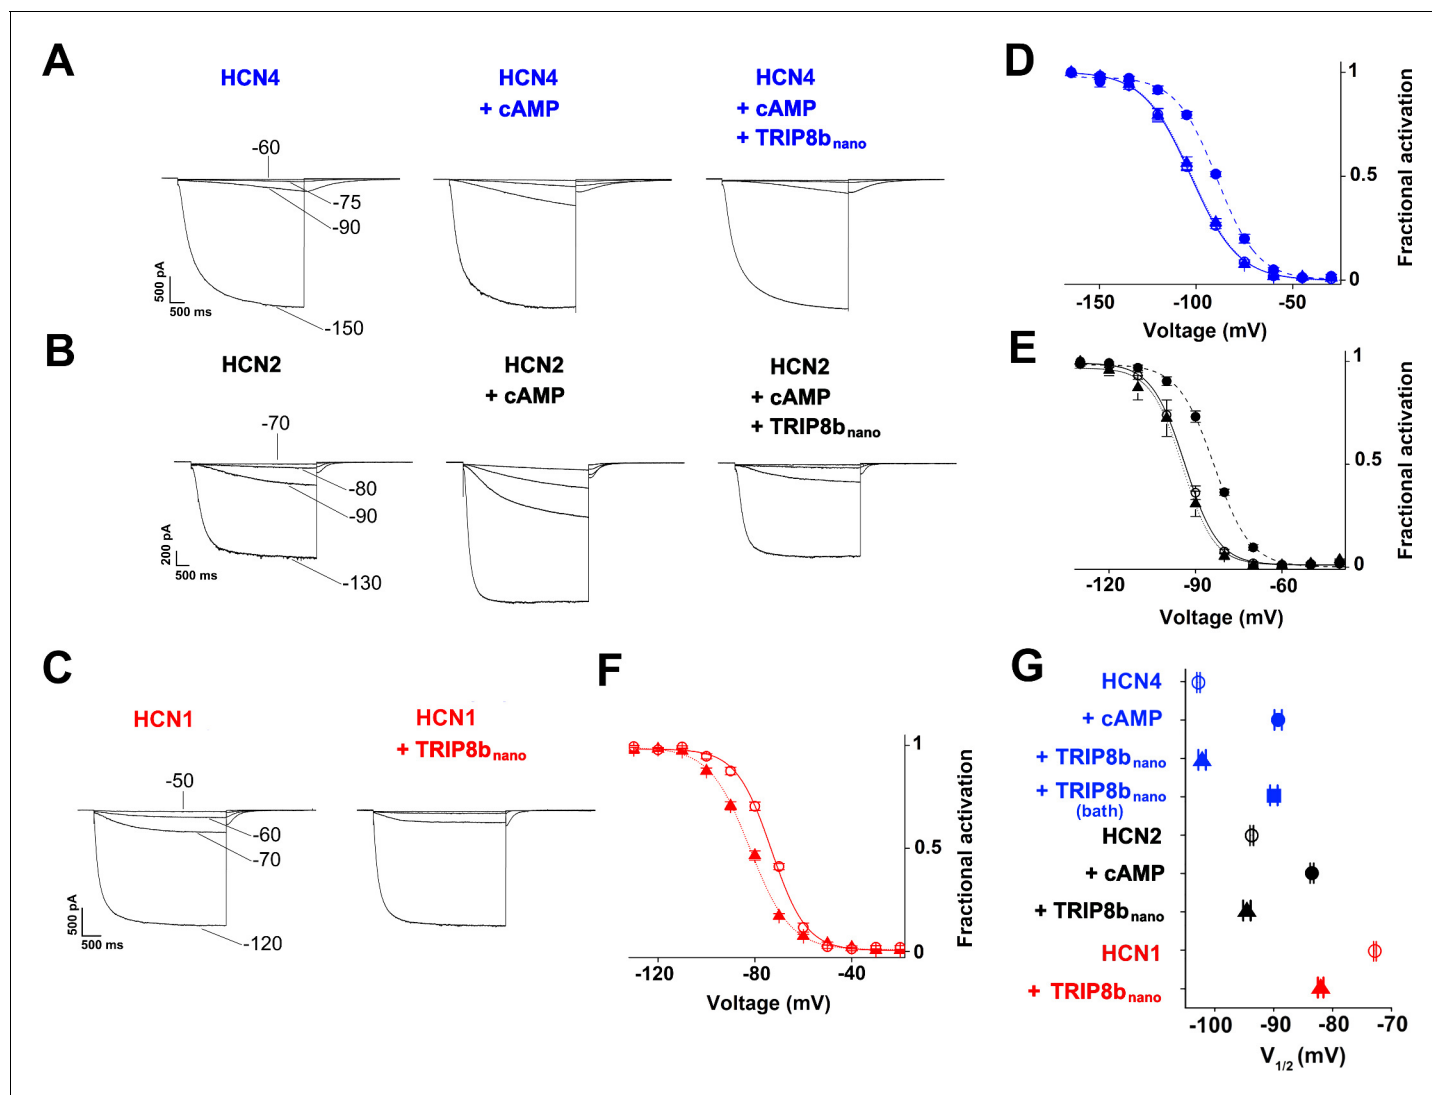 A
HCN4
HCN4
+ cAMP
HCN4
+ cAMP
+ TRIP8bnano
-60
-75
-90
-150
500 pA
500 ms
B
HCN2
HCN2
+ cAMP
HCN2
+ cAMP
+ TRIP8bnano
-70
-80
-90
-130
200 pA
500 ms
C
HCN1
HCN1
+ TRIP8bnano
-50
-60
-70
-120
500 pA
500 ms
D
1
0.5
0
Fractional activation
-150
-100
-50
Voltage (mV)
E
1
0.5
0
Fractional activation
-120
-90
-60
Voltage (mV)
F
1
0.5
0
Fractional activation
-120
-80
-40
Voltage (mV)
G
HCN4
+ cAMP
+ TRIP8bnano
+ TRIP8bnano
(bath)
HCN2
+ cAMP
+ TRIP8bnano
HCN1
+ TRIP8bnano
-100
-90
-80
-70
V1/2 (mV)